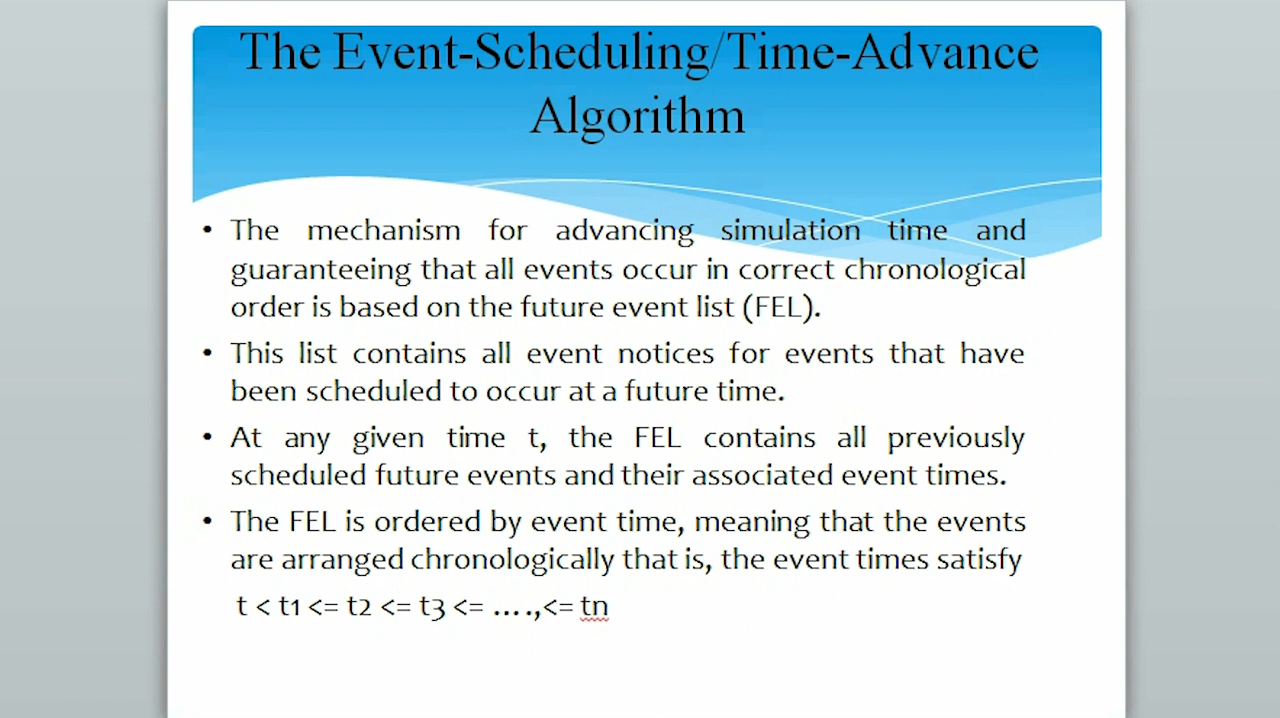 The Event-Scheduling/Time-Advance
Algorithm
• The mechanism for advancing simulation time and
guaranteeing that all events occur in correct chronological
order is based on the future event list (FEL).
• This list contains all event notices for events that have
been scheduled to occur at a future time.
• At any given time t, the FEL contains all previously
scheduled future events and their associated event times.
• The FEL is ordered by event time, meaning that the events
are arranged chronologically that is, the event times satisfy
t < t1 <= t2 <= t3 <= ….,<= tn